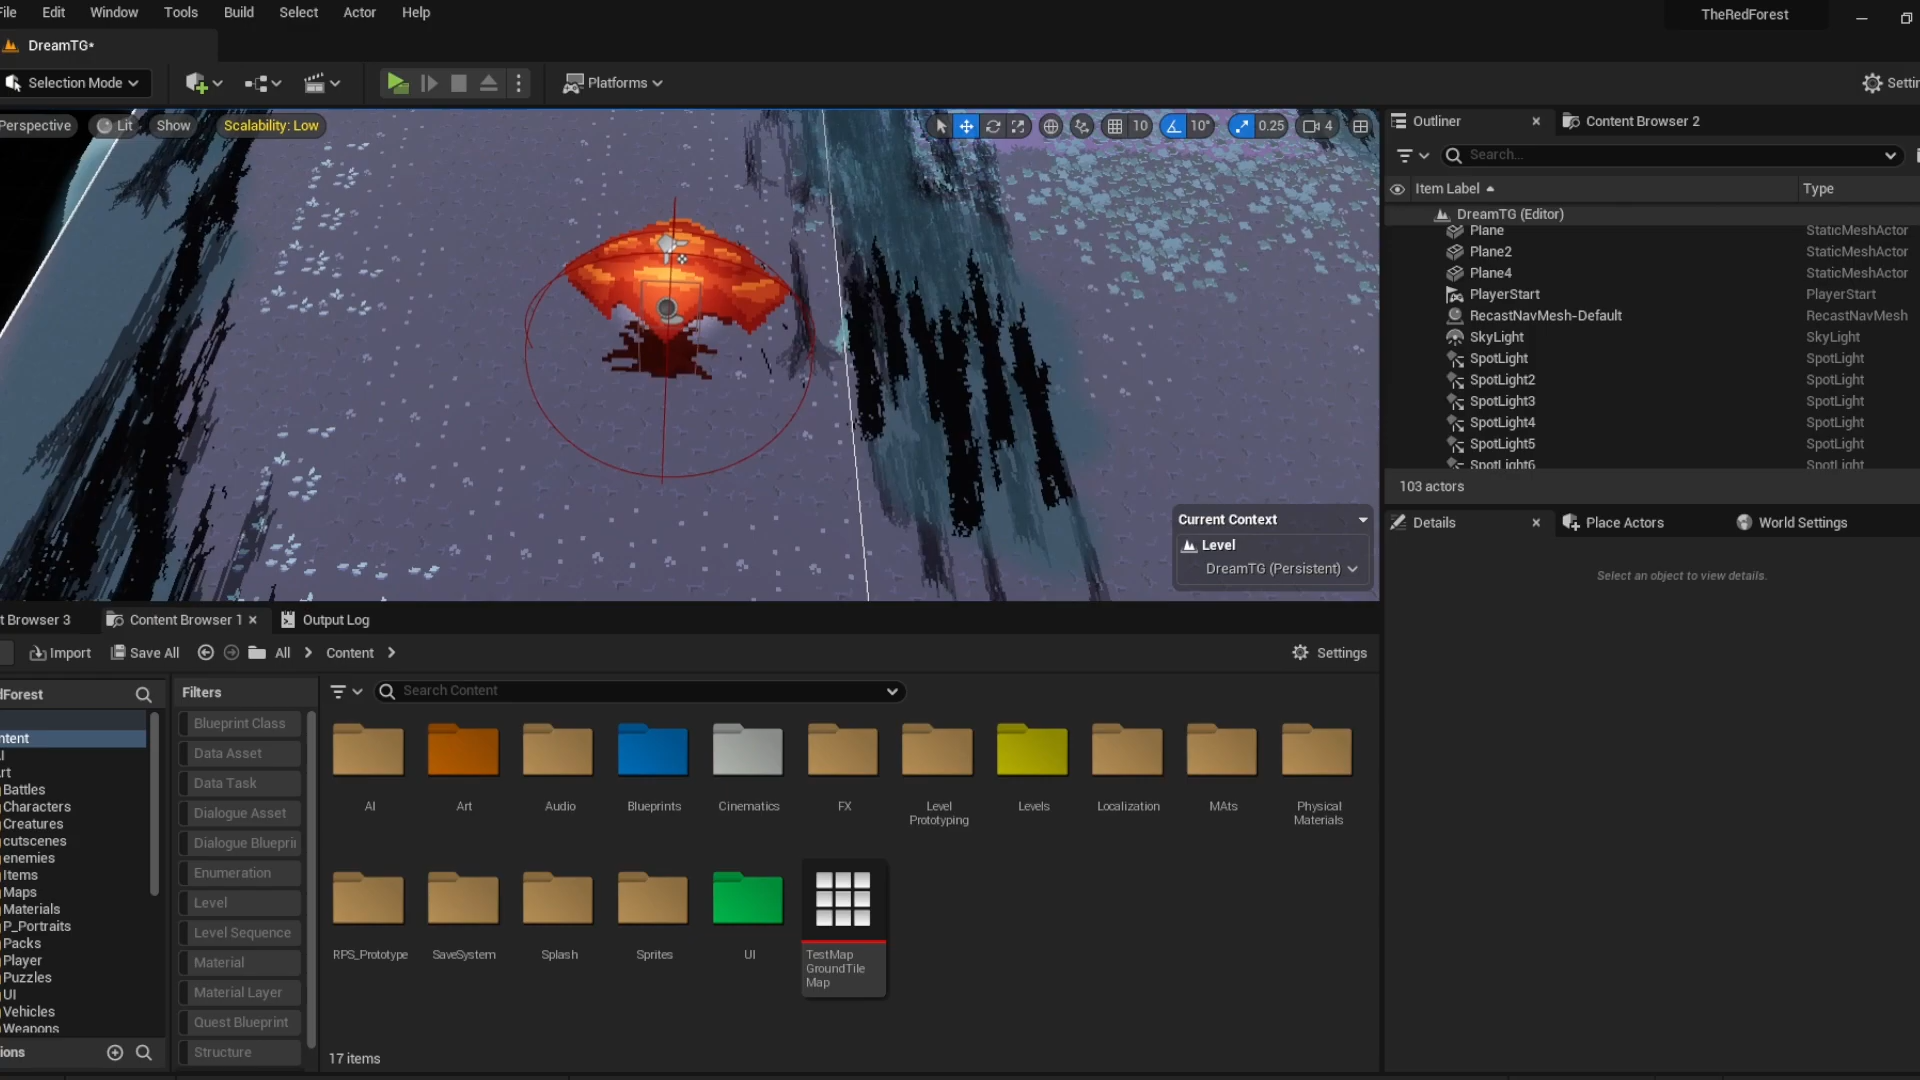 File Edit Window Tools Build Select Actor Help TheRedForest
DreamTG*
Selection Mode Platforms Settin
Perspective Lit Show Scalability: Low 10 10° 0.25 4
Outliner Content Browser 2
Search...
Item Label Type
DreamTG (Editor)
Plane StaticMeshActor
Plane2 StaticMeshActor
Plane4 StaticMeshActor
PlayerStart PlayerStart
RecastNavMesh-Default RecastNavMesh
SkyLight SkyLight
SpotLight SpotLight
SpotLight2 SpotLight
SpotLight3 SpotLight
SpotLight4 SpotLight
SpotLight5 SpotLight
SpotLight6 SpotLight
103 actors
Current Context
Level
DreamTG (Persistent)
Details Place Actors World Settings
Select an object to view details.
t Browser 3 Content Browser 1 Output Log
Import Save All All Content Settings
dForest
ntent
I
rt
Battles
Characters
Creatures
cutscenes
enemies
Items
Maps
Materials
P_Portraits
Packs
Player
Puzzles
UI
Vehicles
Weapons
ions
Filters
Blueprint Class
Data Asset
Data Task
Dialogue Asset
Dialogue Bluepri
Enumeration
Level
Level Sequence
Material
Material Layer
Quest Blueprint
Structure
Search Content
AI Art Audio Blueprints Cinematics FX Level Levels Localization MAts Physical
Prototyping Materials
RPS_Prototype SaveSystem Splash Sprites UI TestMap
GroundTile
Map
17 items